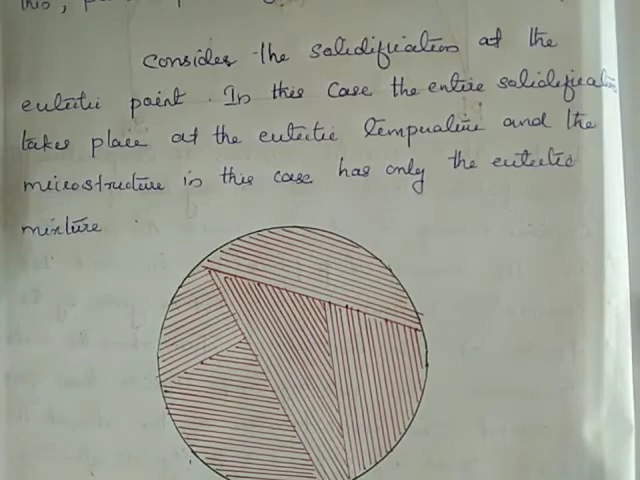 this,
Consider the solidification at the
eutectic point. In this case the entire solidification
takes place at the eutectic temperature and the
microstructure in this case has only the eutectic
mixture